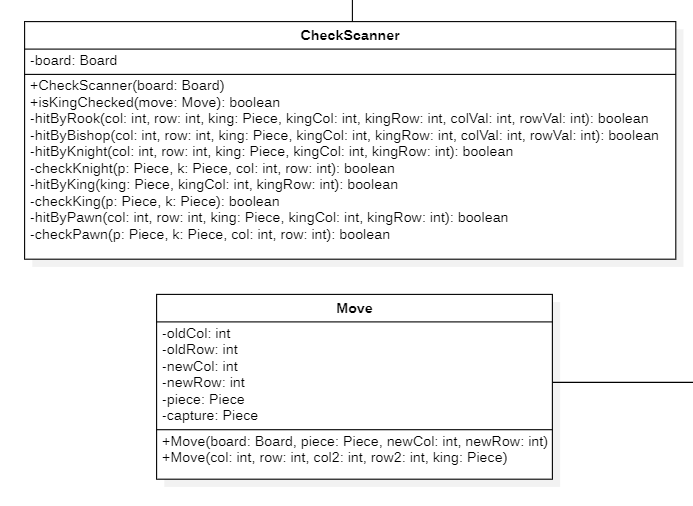 CheckScanner
-board: Board
+CheckScanner(board: Board)
+isKingChecked(move: Move): boolean
-hitByRook(col: int, row: int, king: Piece, kingCol: int, kingRow: int, colVal: int, rowVal: int): boolean
-hitByBishop(col: int, row: int, king: Piece, kingCol: int, kingRow: int, colVal: int, rowVal: int): boolean
-hitByKnight(col: int, row: int, king: Piece, kingCol: int, kingRow: int): boolean
-checkKnight(p: Piece, k: Piece, col: int, row: int): boolean
-hitByKing(king: Piece, kingCol: int, kingRow: int): boolean
-checkKing(p: Piece, k: Piece): boolean
-hitByPawn(col: int, row: int, king: Piece, kingCol: int, kingRow: int): boolean
-checkPawn(p: Piece, k: Piece, col: int, row: int): boolean
Move
-oldCol: int
-oldRow: int
-newCol: int
-newRow: int
-piece: Piece
-capture: Piece
+Move(board: Board, piece: Piece, newCol: int, newRow: int)
+Move(col: int, row: int, col2: int, row2: int, king: Piece)